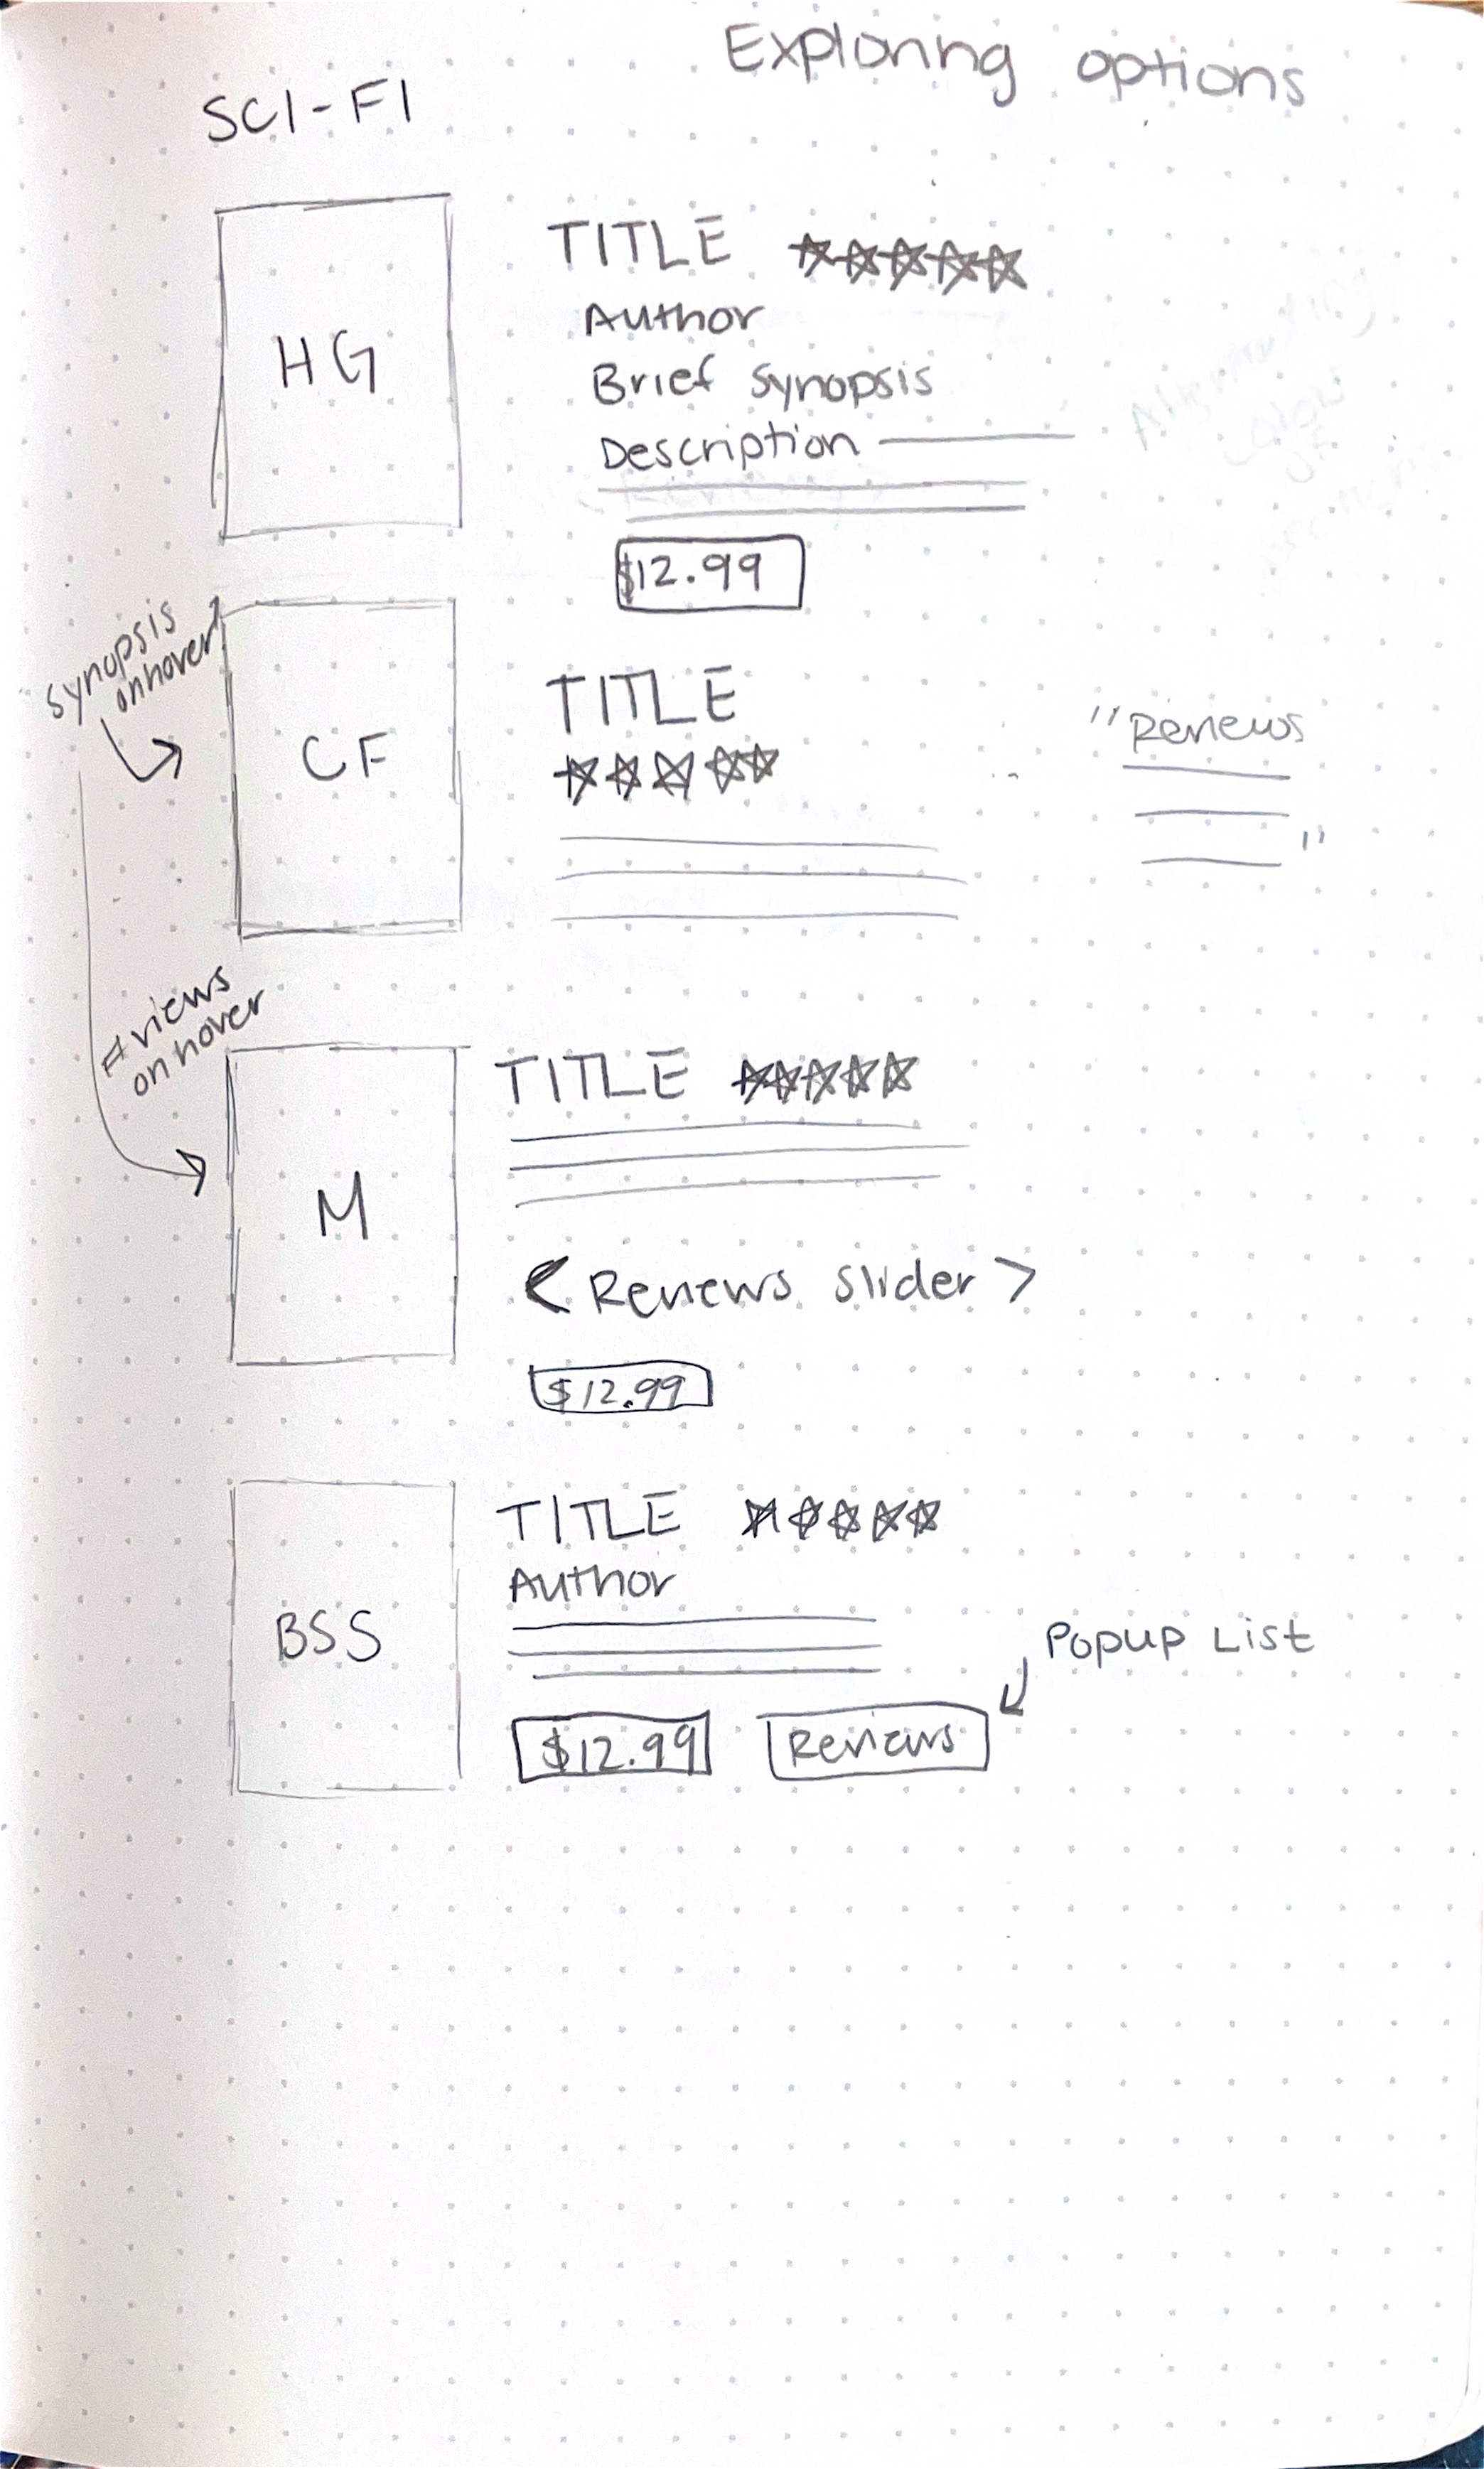 Exploring options
SCI-FI
HG
TITLE
Author
Brief Synopsis
Description
$12.99
Synopsis
on hover
CF
TITLE
"Reviews
"
# views
on hover
M
TITLE
< Reviews slider >
$12.99
BSS
TITLE
Author
Popup List
$12.99
Reviews